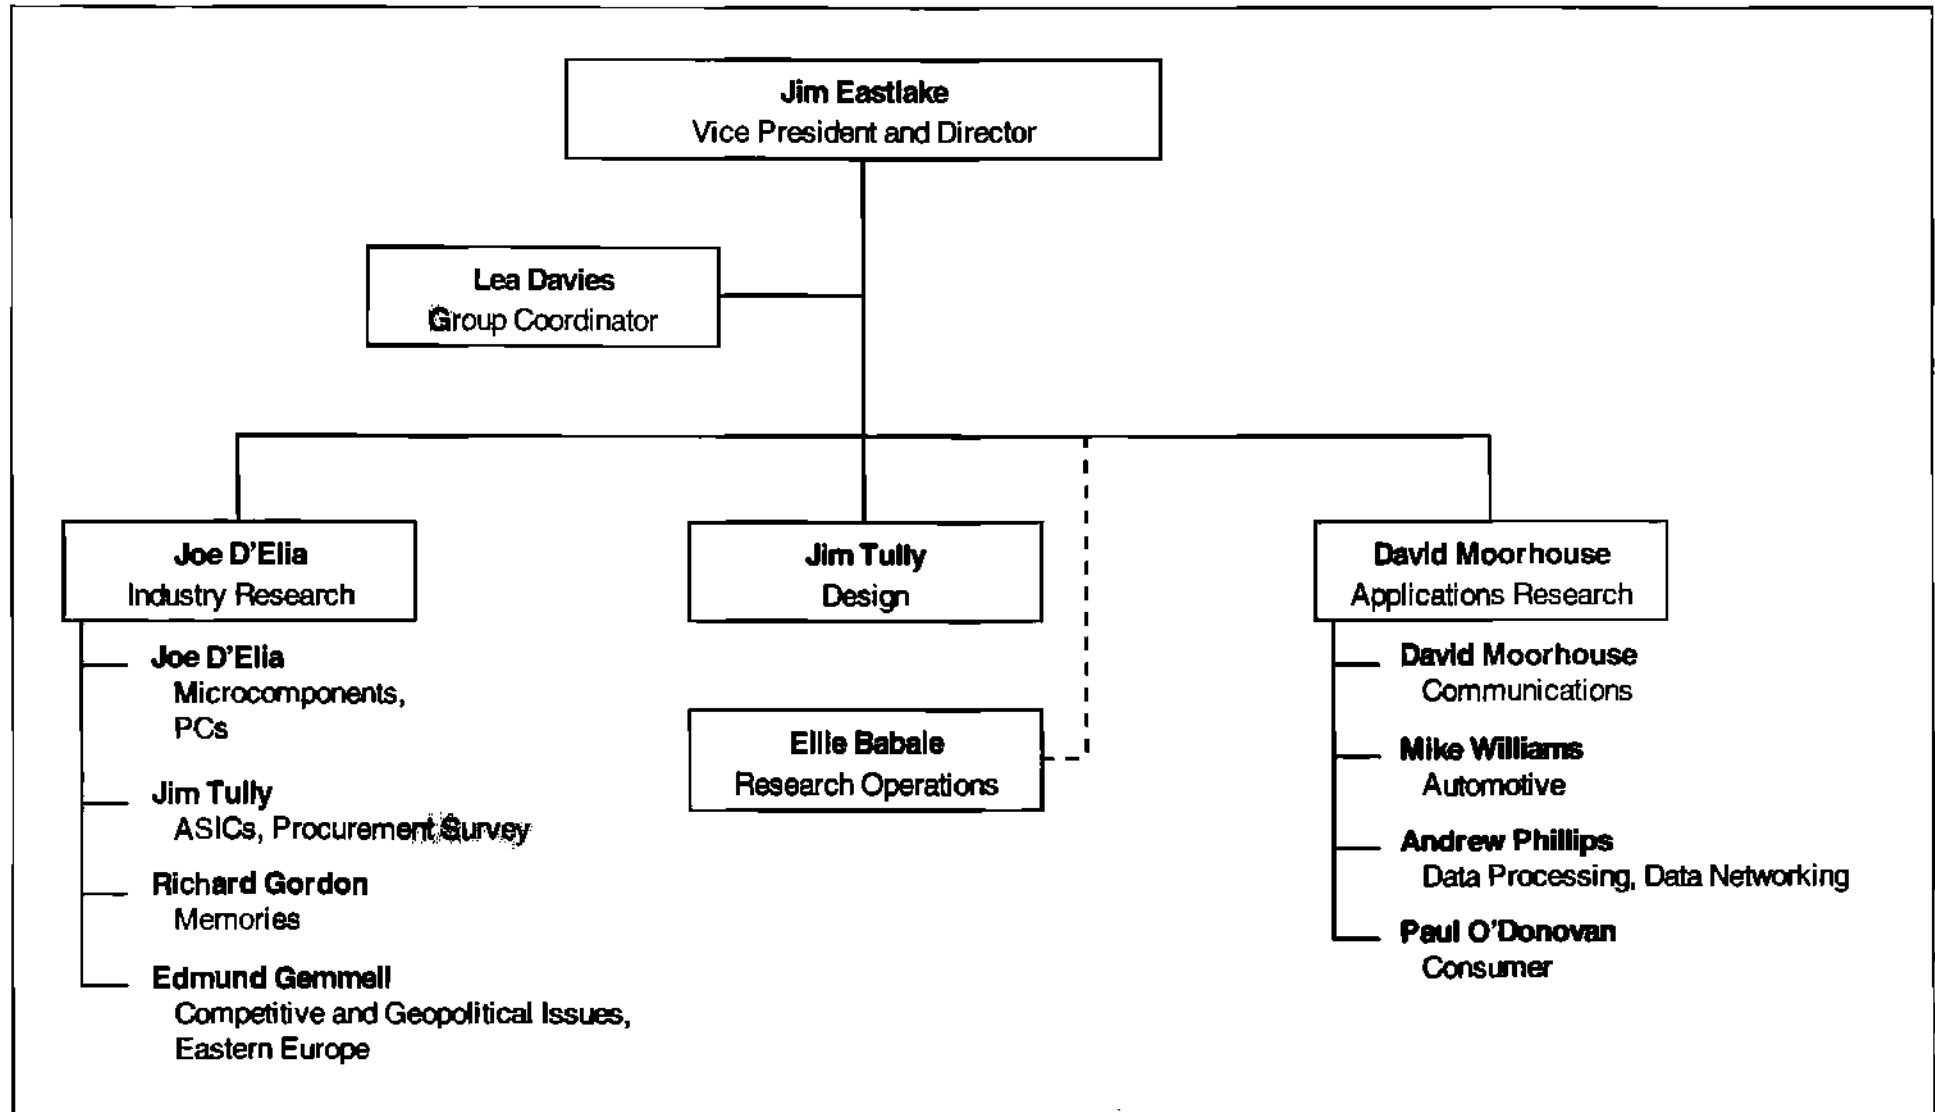 Jim Eastlake
Vice President and Director
Lea Davies
Group Coordinator
Joe D'Elia
Industry Research
Joe D'Elia
Microcomponents,
PCs
Jim Tully
ASICs, Procurement Survey
Richard Gordon
Memories
Edmund Gemmell
Competitive and Geopolitical Issues,
Eastern Europe
Jim Tully
Design
Ellie Babale
Research Operations
David Moorhouse
Applications Research
David Moorhouse
Communications
Mike Williams
Automotive
Andrew Phillips
Data Processing, Data Networking
Paul O'Donovan
Consumer